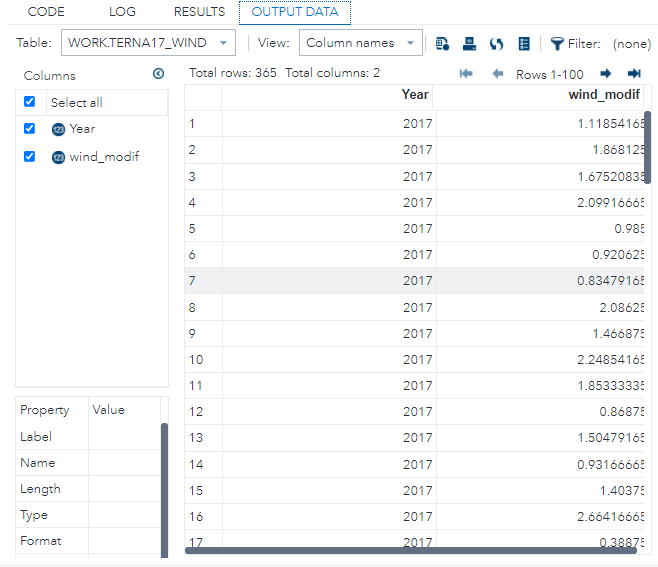 CODE LOG RESULTS OUTPUT DATA
Table: WORK.TERNA17_WIND View: Column names Filter: (none)
Columns Total rows: 365 Total columns: 2 Rows 1-100
Select all
Year
wind_modif
Year wind_modif
1 2017 1.11854165
2 2017 1.868125
3 2017 1.67520835
4 2017 2.09916665
5 2017 0.985
6 2017 0.920625
7 2017 0.83479165
8 2017 2.08625
9 2017 1.466875
10 2017 2.24854165
11 2017 1.85333335
12 2017 0.86875
13 2017 1.50479165
14 2017 0.93166665
15 2017 1.40375
16 2017 2.66416665
17 2017 0.38875
Property Value
Label
Name
Length
Type
Format